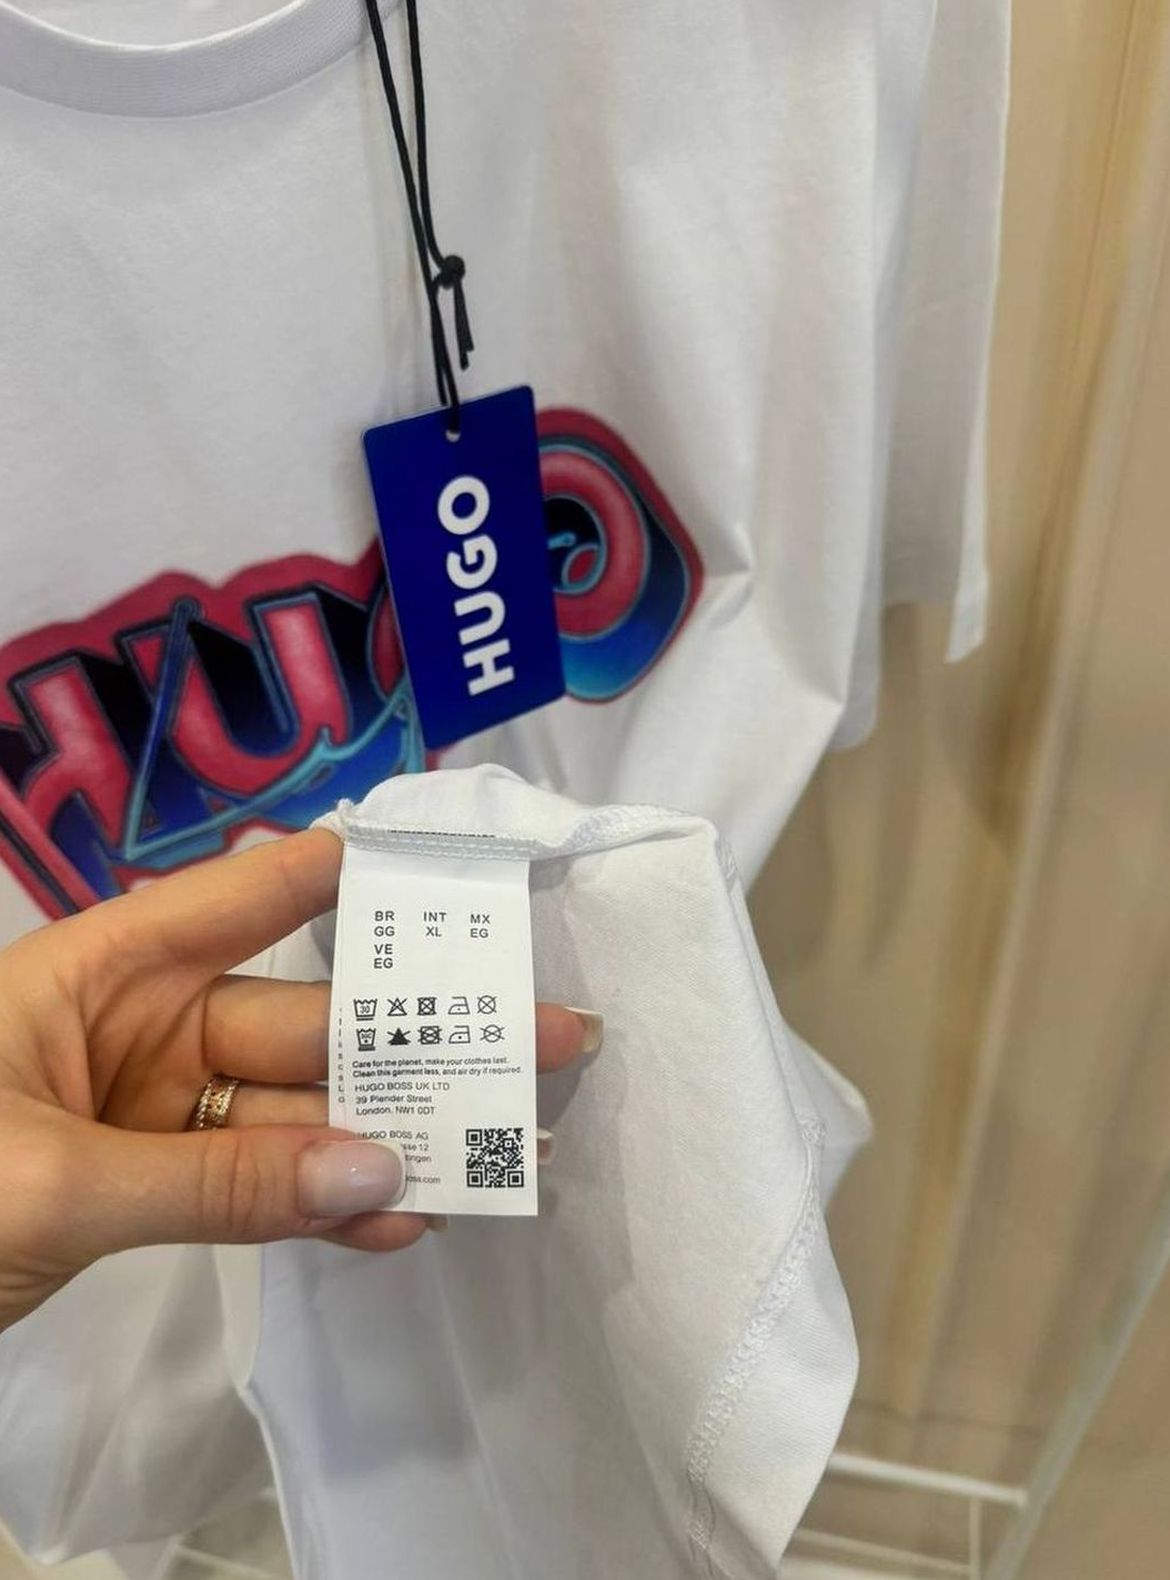 HUGO
HUGO
BR INT MX
GG XL EG
VE
EG
30
Care for the planet, make your clothes last.
Clean this garment less, and air dry if required.
HUGO BOSS UK LTD
39 Plender Street
London. NW1 0DT
HUGO BOSS AG
12